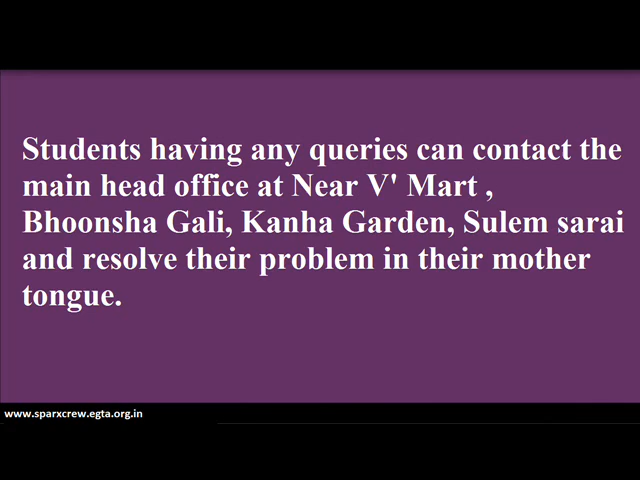 Students having any queries can contact the
main head office at Near V' Mart ,
Bhoonsha Gali, Kanha Garden, Sulem sarai
and resolve their problem in their mother
tongue.
www.sparxcrew.egta.org.in